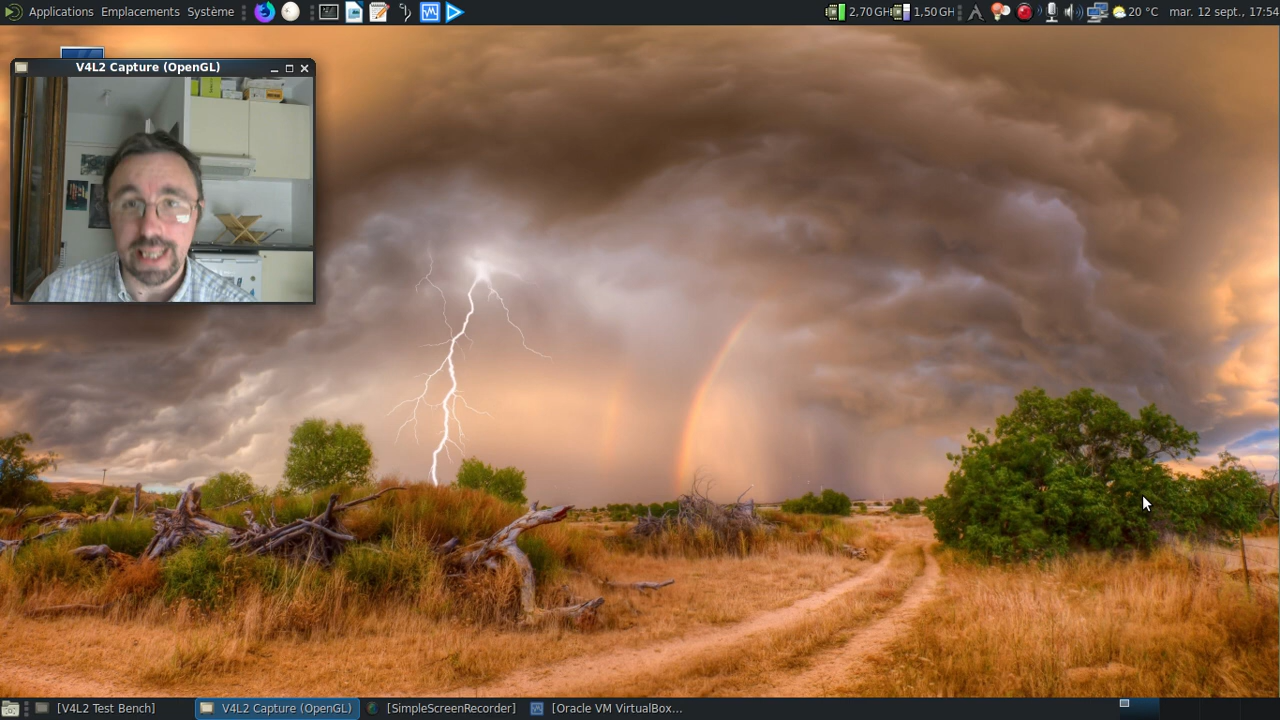 Applications Emplacements Système 2,70 GH 1,50 GH 20 °C mar. 12 sept., 17:54
V4L2 Capture (OpenGL)
[V4L2 Test Bench] V4L2 Capture (OpenGL) [SimpleScreenRecorder] [Oracle VM VirtualBox...